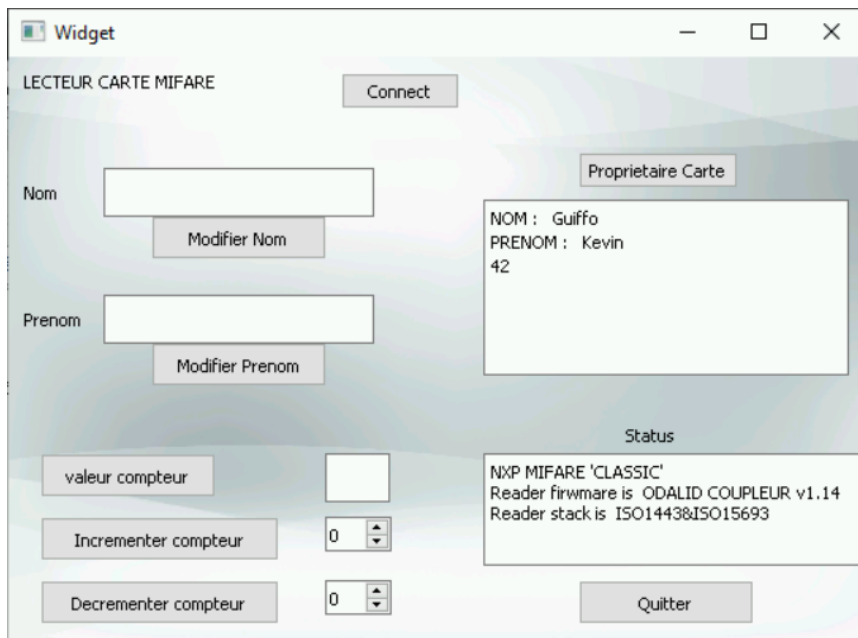 Widget
LECTEUR CARTE MIFARE
Connect
Nom
Modifier Nom
Prenom
Modifier Prenom
Proprietaire Carte
NOM : Guiffo
PRENOM : Kevin
42
valeur compteur
Incrementer compteur
0
Decrementer compteur
0
Status
NXP MIFARE 'CLASSIC'
Reader firwmare is ODALID COUPLEUR v1.14
Reader stack is ISO1443&ISO15693
Quitter